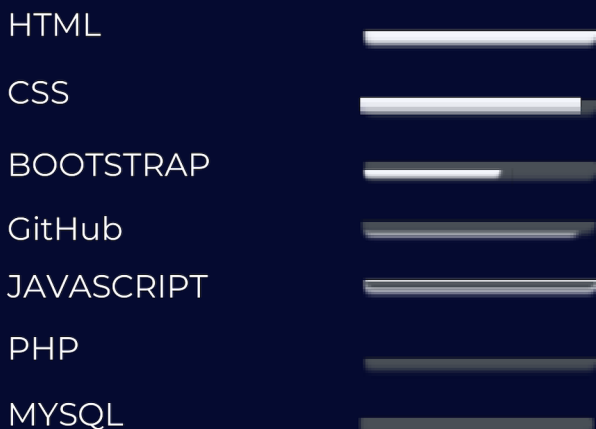 HTML
CSS
BOOTSTRAP
GitHub
JAVASCRIPT
PHP
MYSQL